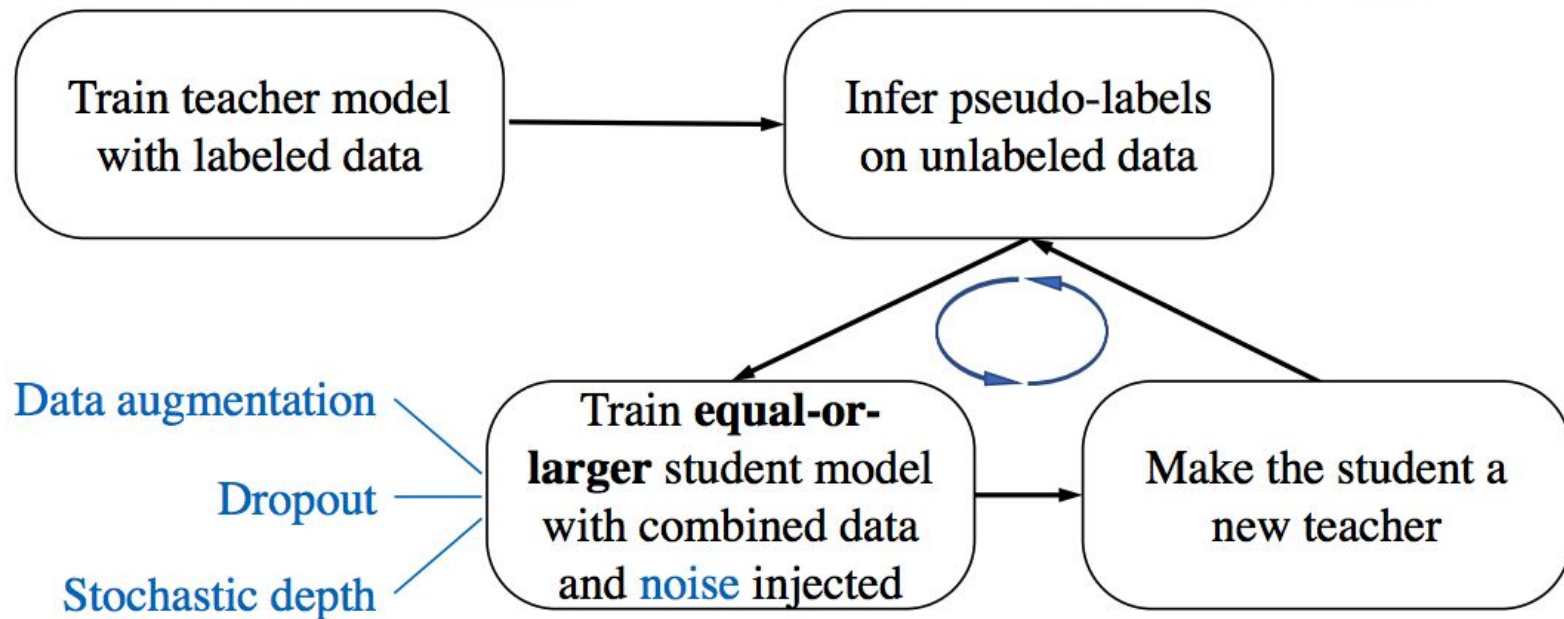 Train teacher model
with labeled data
Infer pseudo-labels
on unlabeled data
Data augmentation
Dropout
Stochastic depth
Train equal-or-
larger student model
with combined data
and noise injected
Make the student a
new teacher